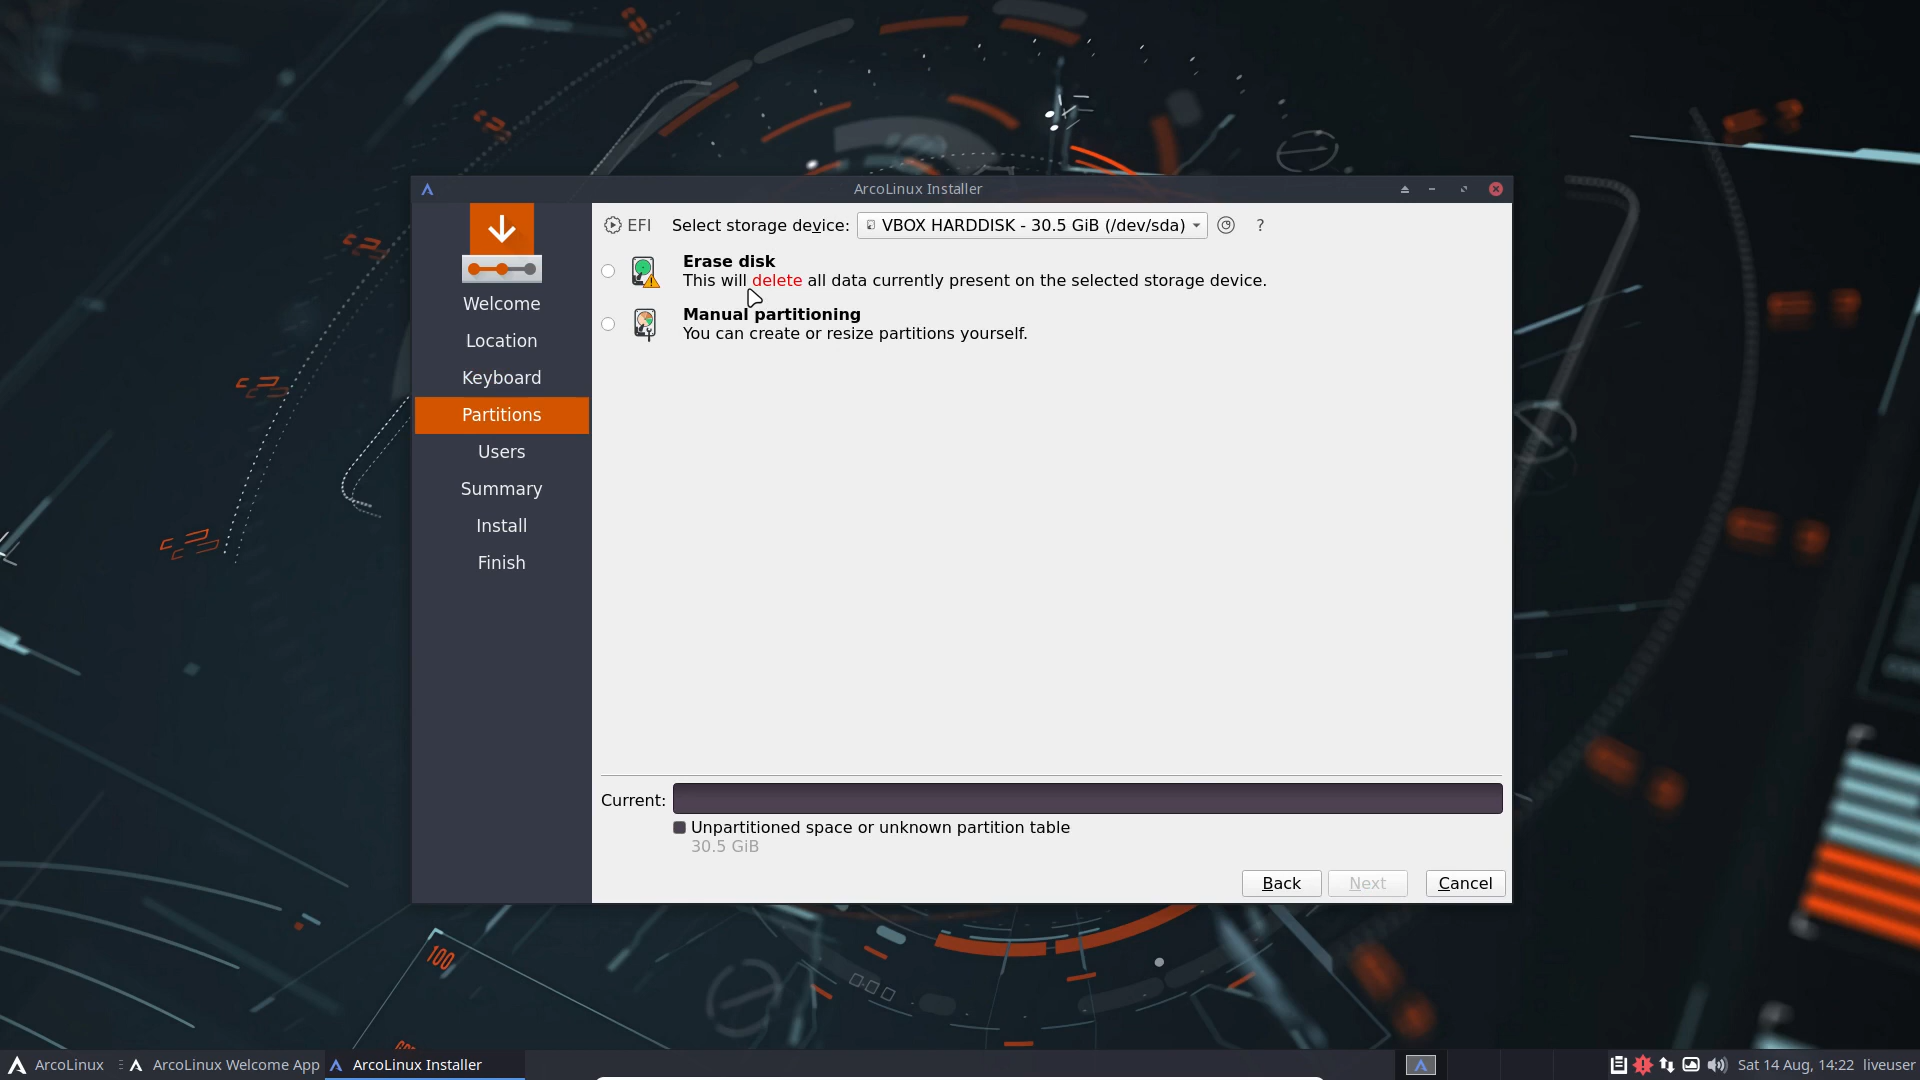 ArcoLinux Installer
EFI Select storage device: VBOX HARDDISK - 30.5 GiB (/dev/sda) ?
Erase disk
This will delete all data currently present on the selected storage device.
Manual partitioning
You can create or resize partitions yourself.
Welcome
Location
Keyboard
Partitions
Users
Summary
Install
Finish
Current:
Unpartitioned space or unknown partition table
30.5 GiB
Back Next Cancel
100
ArcoLinux ArcoLinux Welcome App ArcoLinux Installer Sat 14 Aug, 14:22 liveuser